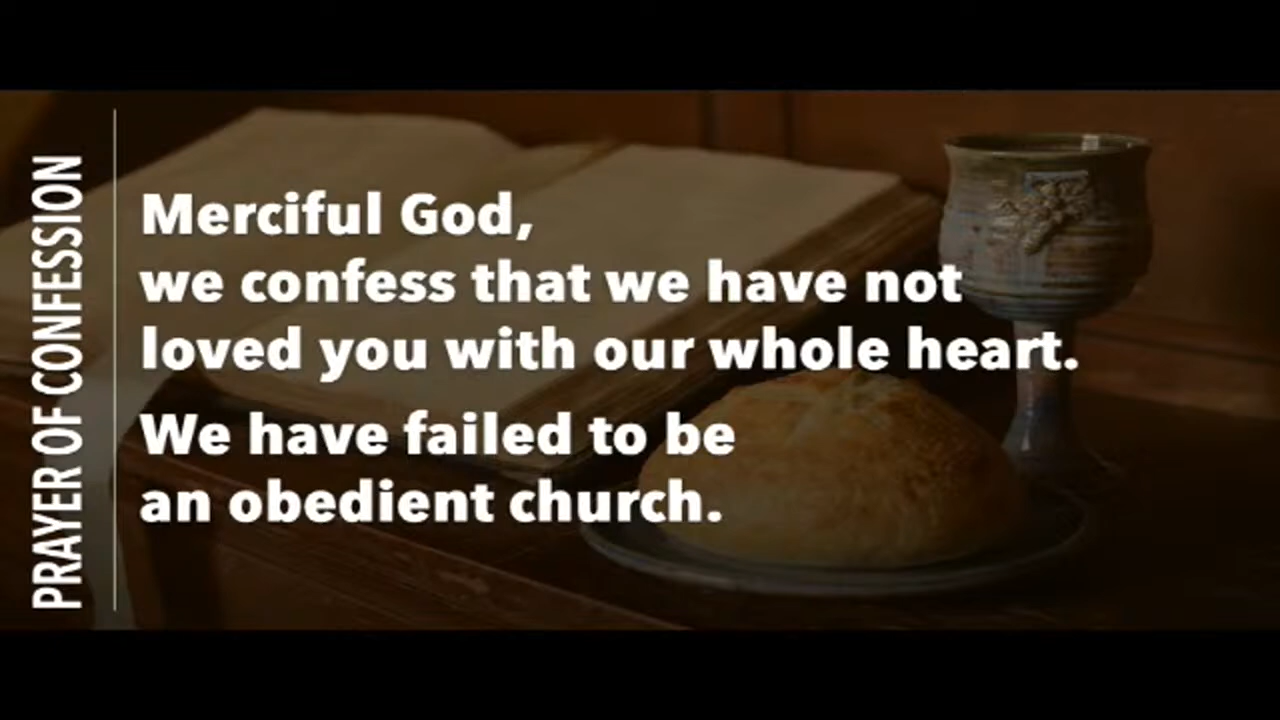 PRAYER OF CONFESSION
Merciful God,
we confess that we have not
loved you with our whole heart.
We have failed to be
an obedient church.